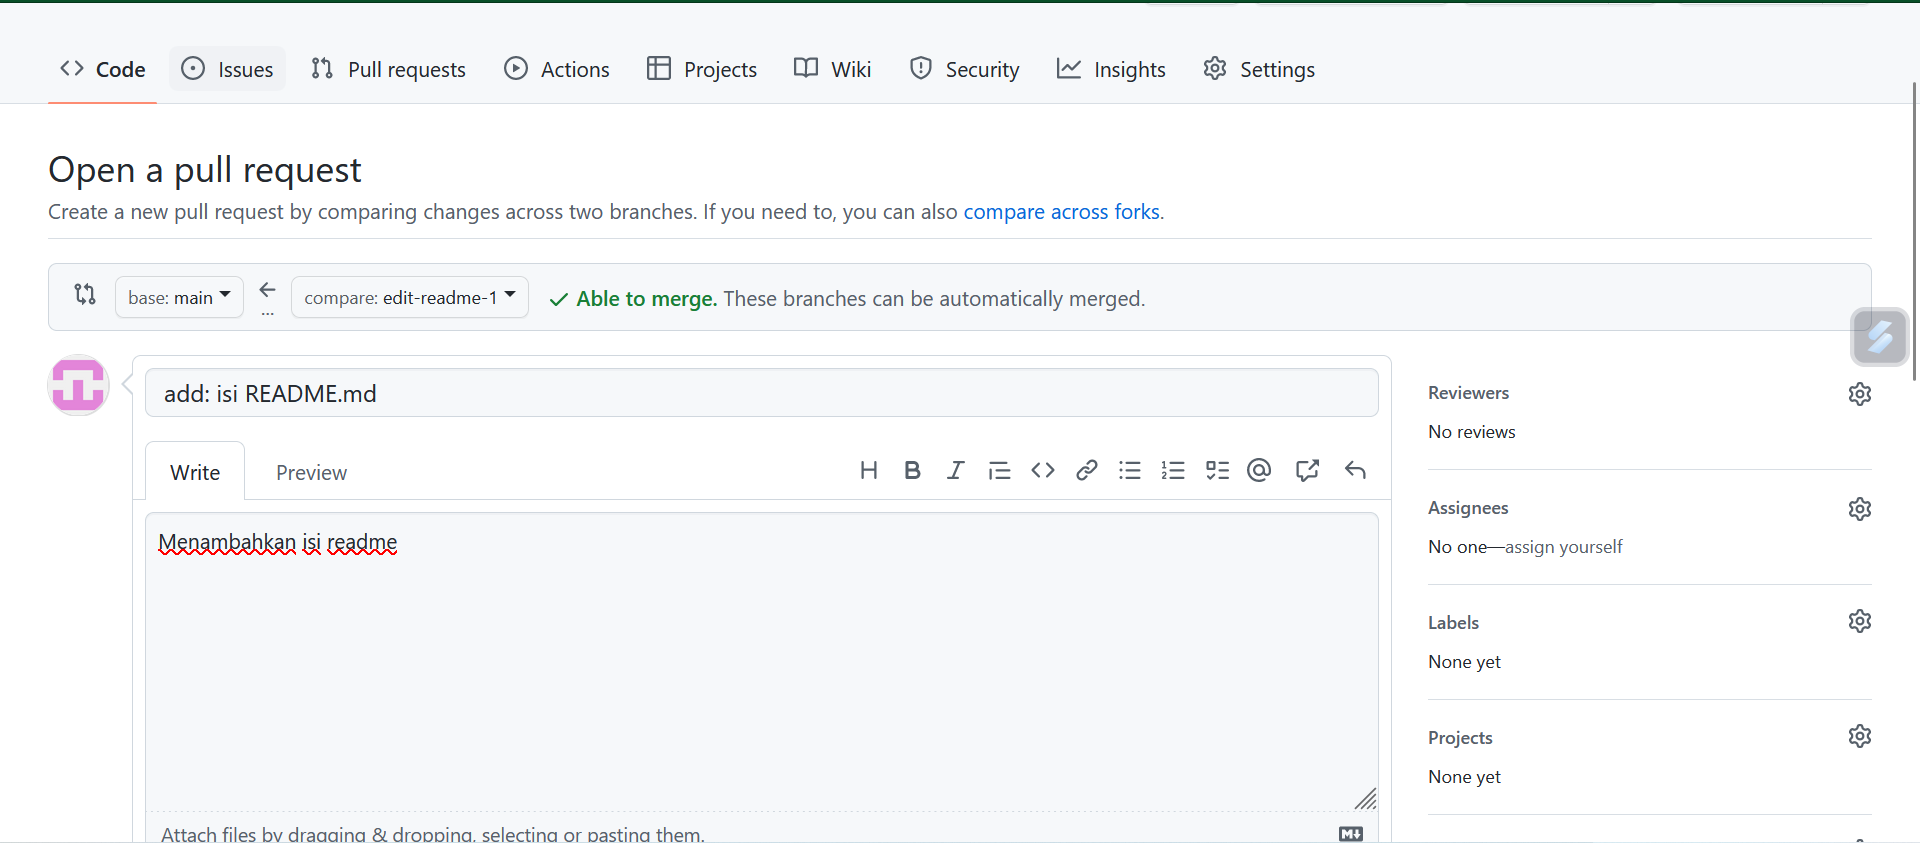 Code Issues Pull requests Actions Projects Wiki Security Insights Settings
Open a pull request
Create a new pull request by comparing changes across two branches. If you need to, you can also compare across forks.
base: main ← ... compare: edit-readme-1 Able to merge. These branches can be automatically merged.
add: isi README.md
Write Preview
Menambahkan isi readme
Attach files by dragging & dropping, selecting or pasting them.
Reviewers
No reviews
Assignees
No one—assign yourself
Labels
None yet
Projects
None yet